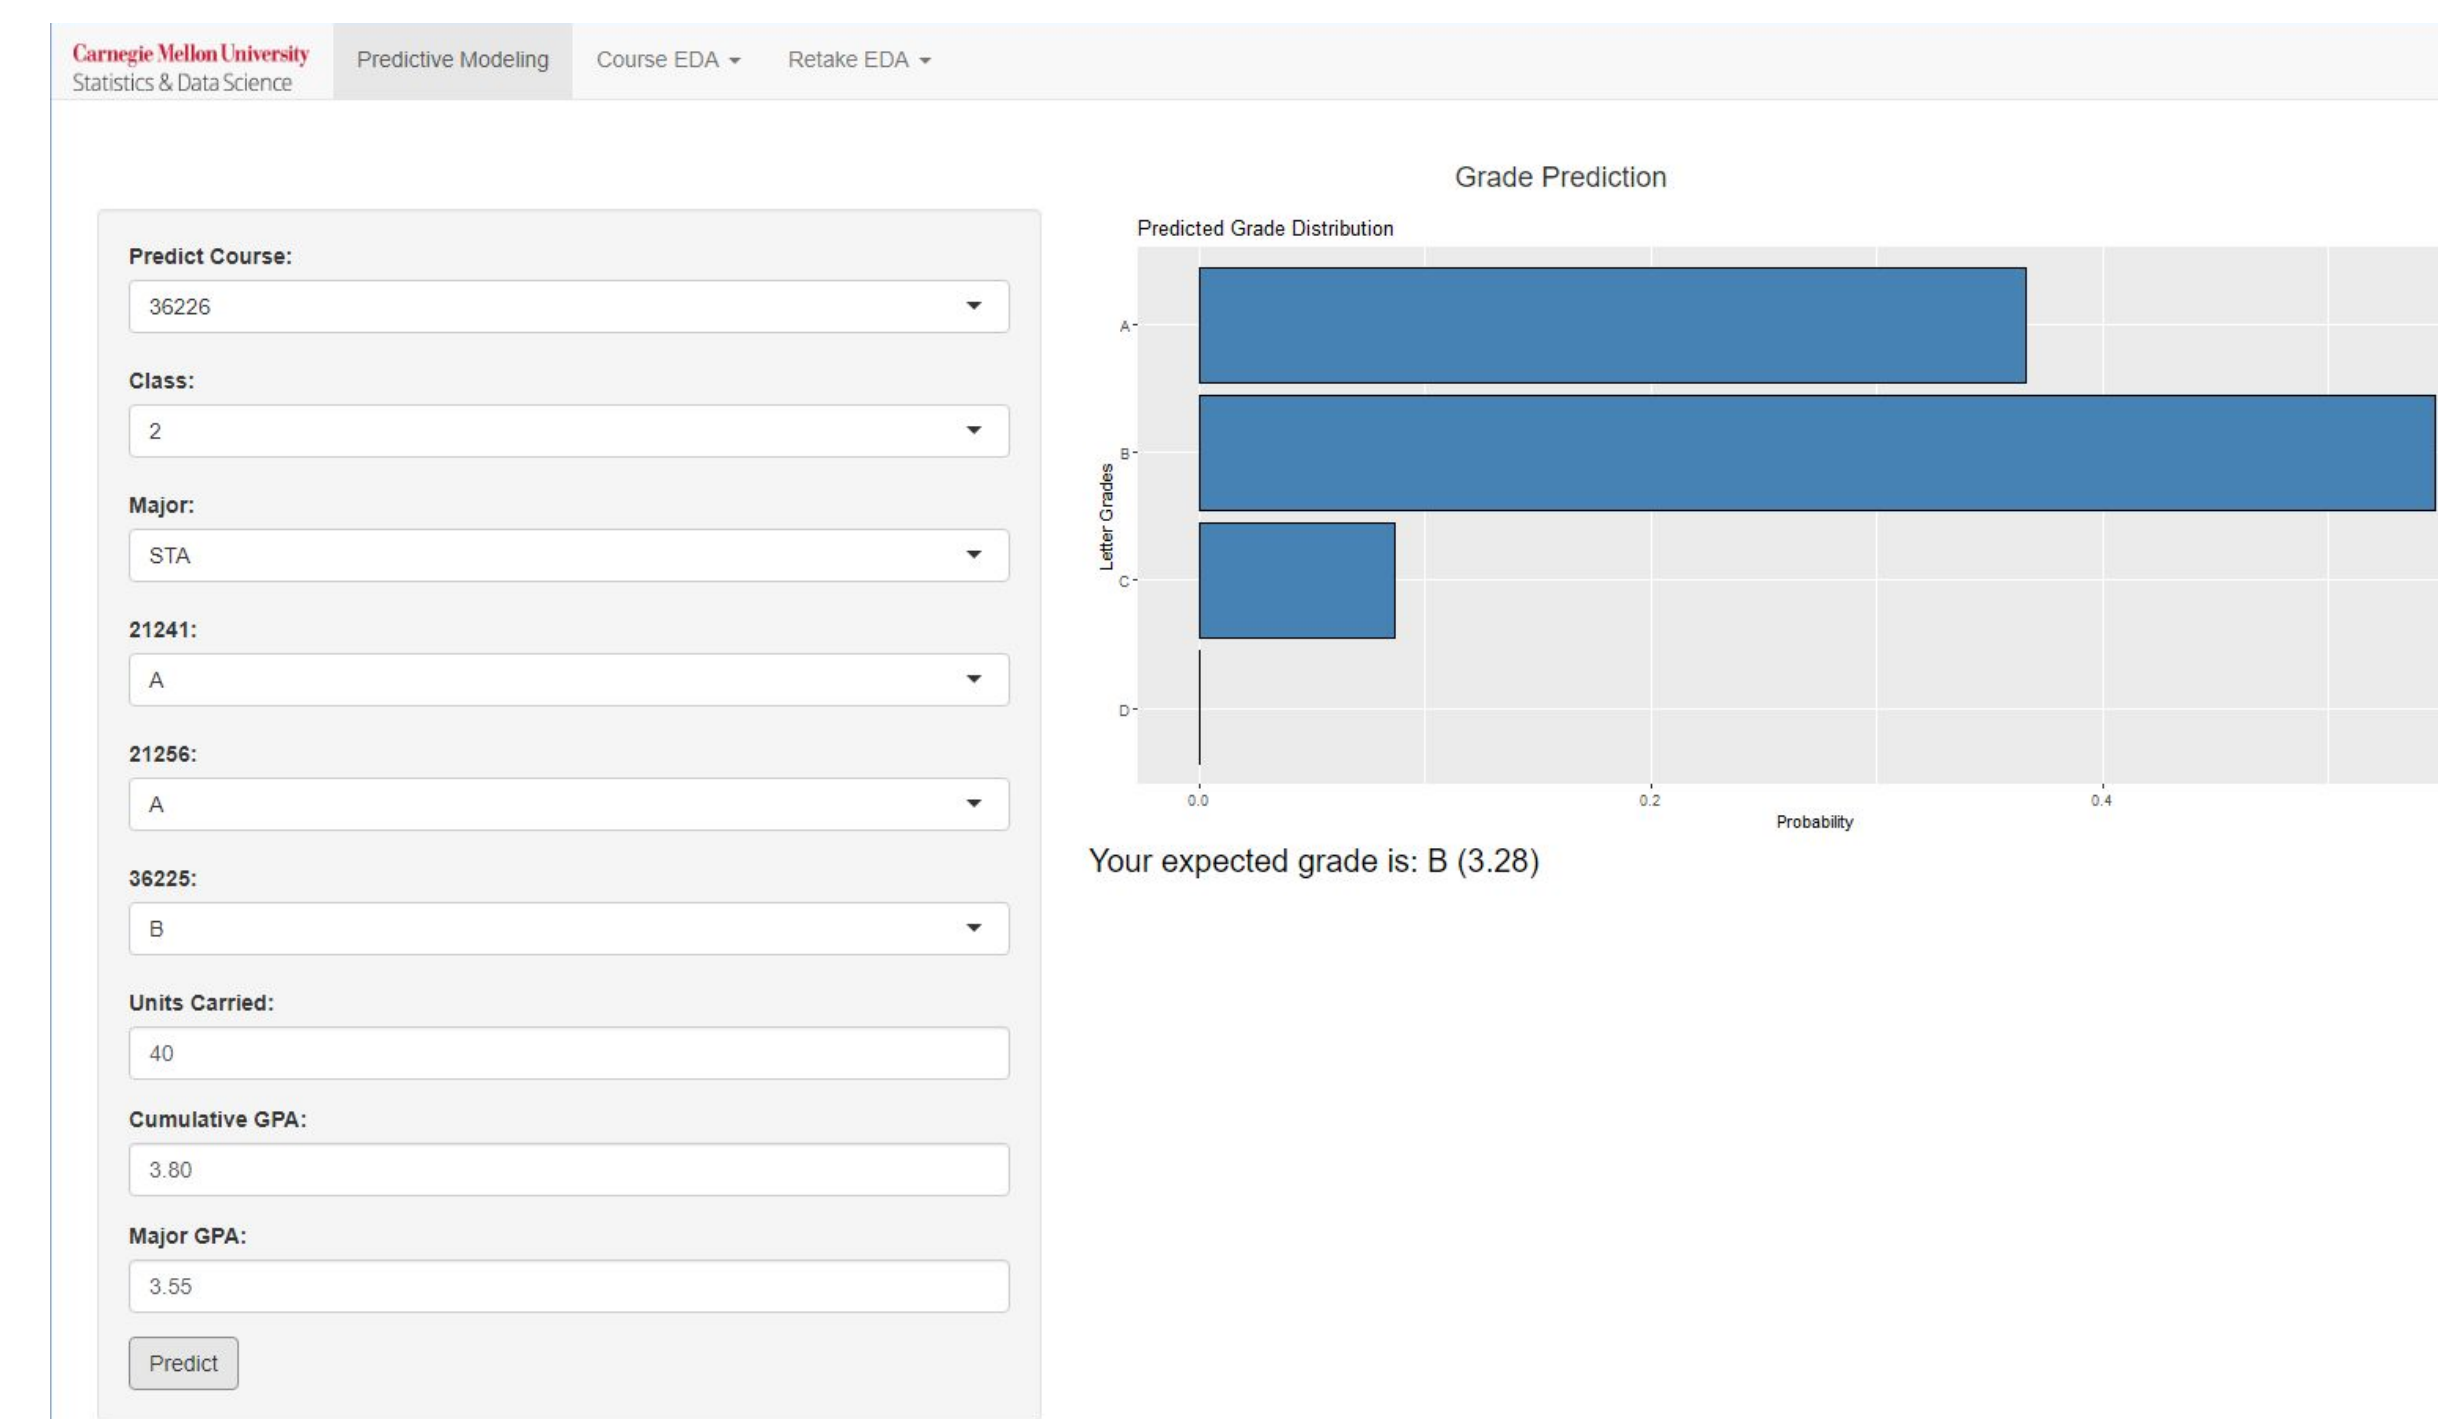 Carnegie Mellon University
Statistics & Data Science
Predictive Modeling
Course EDA
Retake EDA
Grade Prediction
Predict Course:
36226
Class:
2
Major:
STA
21241:
A
21256:
A
36225:
B
Units Carried:
40
Cumulative GPA:
3.80
Major GPA:
3.55
Predict
Predicted Grade Distribution
Letter Grades
A
B
C
D
0.0 0.2 0.4
Probability
Your expected grade is: B (3.28)